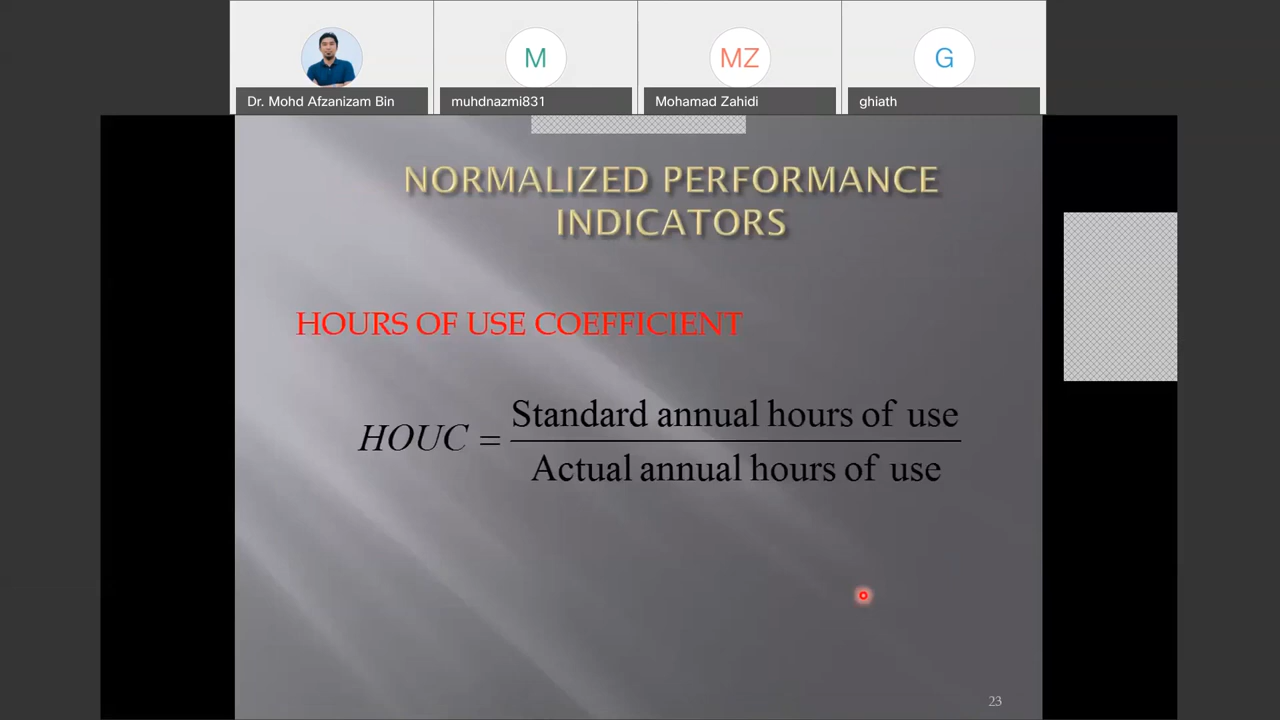 Dr. Mohd Afzanizam Bin
M
muhdnazmi831
MZ
Mohamad Zahidi
G
ghiath
NORMALIZED PERFORMANCE
INDICATORS
HOURS OF USE COEFFICIENT
HOUC = Standard annual hours of use
Actual annual hours of use
23